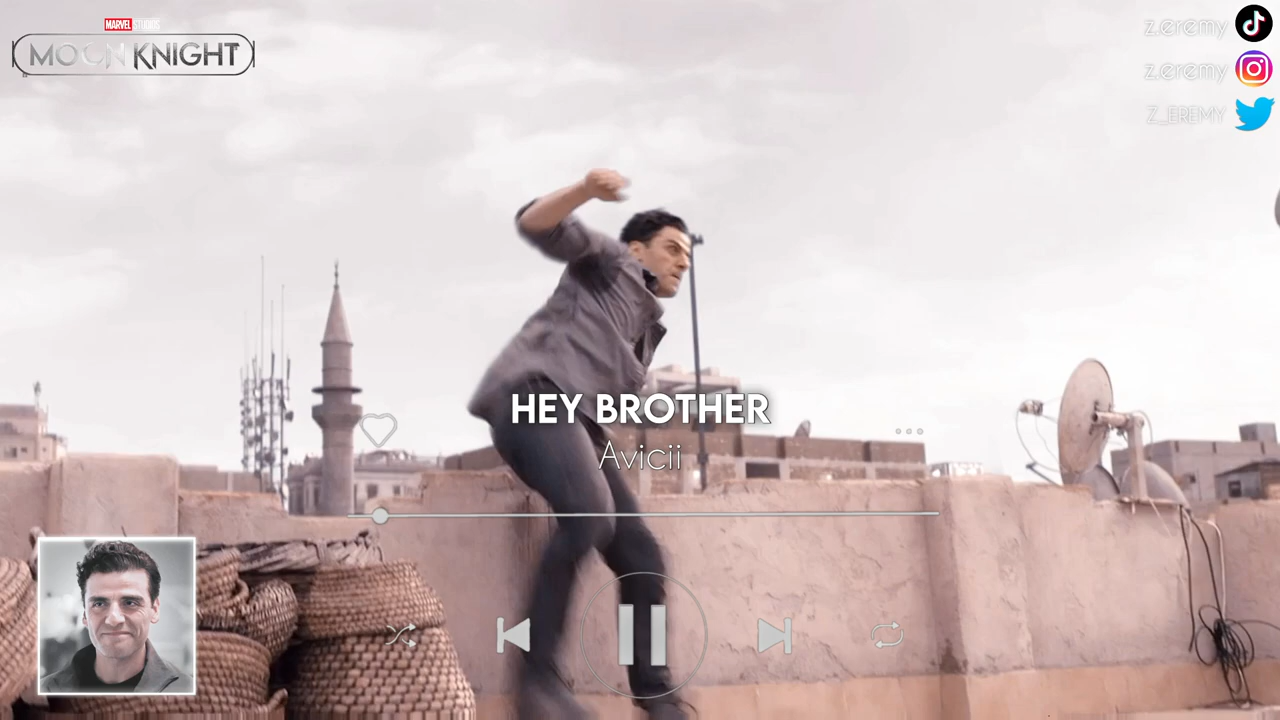 MARVEL STUDIOS
MOON KNIGHT
z.eremy
z.eremy
Z_EREMY
HEY BROTHER
Avicii